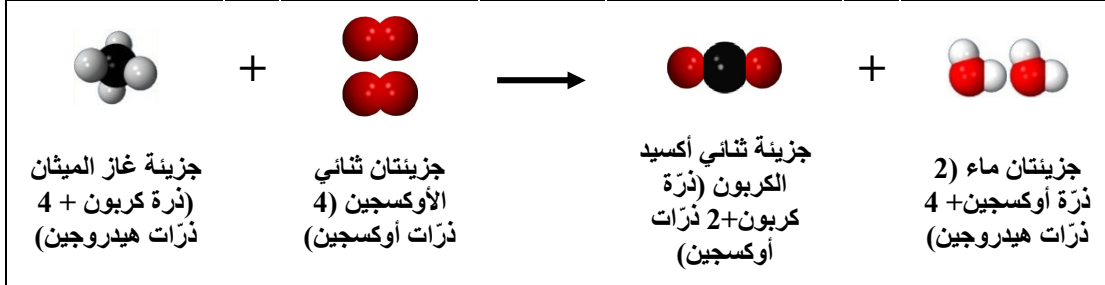 +
+
جزيئة غاز الميثان
(ذرة كربون + 4
ذرّات هيدروجين)
جزيئتان ثنائي
الأوكسجين (4
ذرّات أوكسجين)
جزيئة ثنائي أكسيد
الكربون (ذرّة
كربون+2 ذرّات
أوكسجين)
جزيئتان ماء (2
ذرّة أوكسجين+ 4
ذرّات هيدروجين)